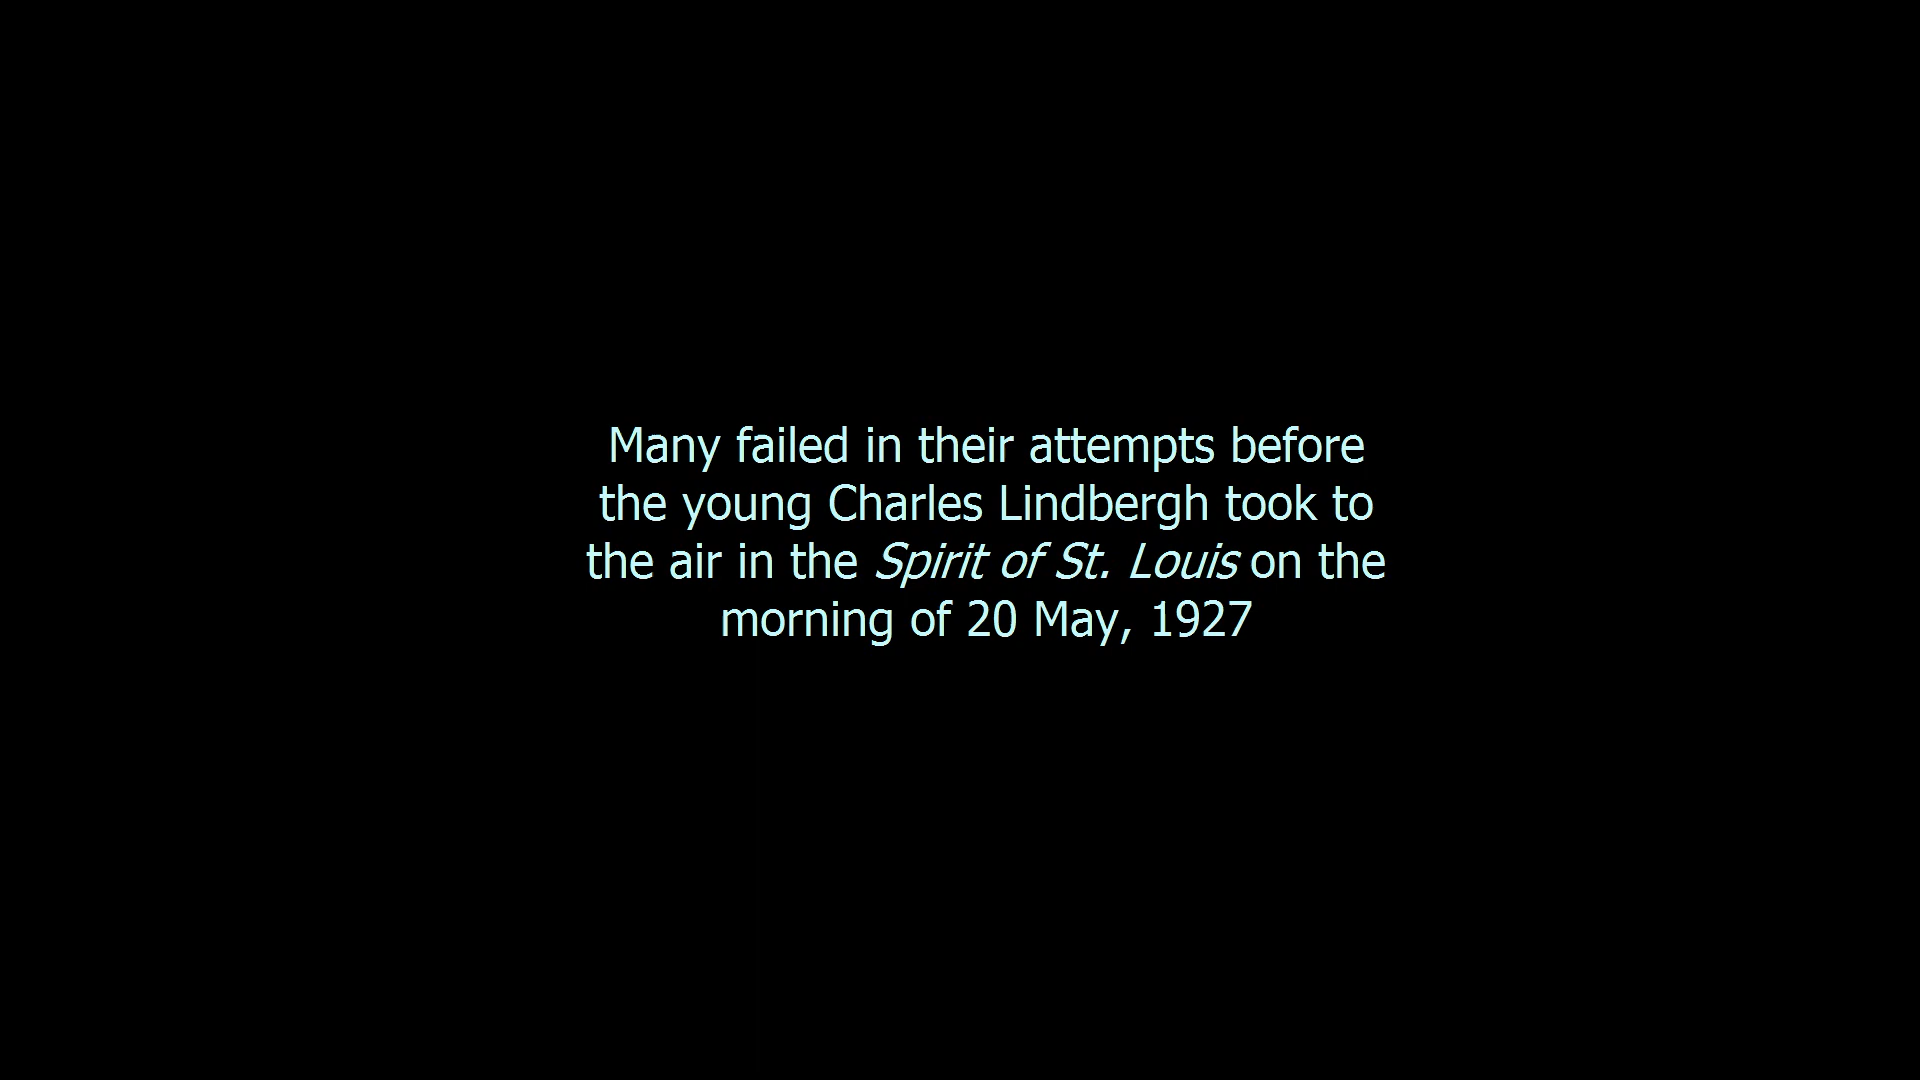 Many failed in their attempts before
the young Charles Lindbergh took to
the air in the Spirit of St. Louis on the
morning of 20 May, 1927